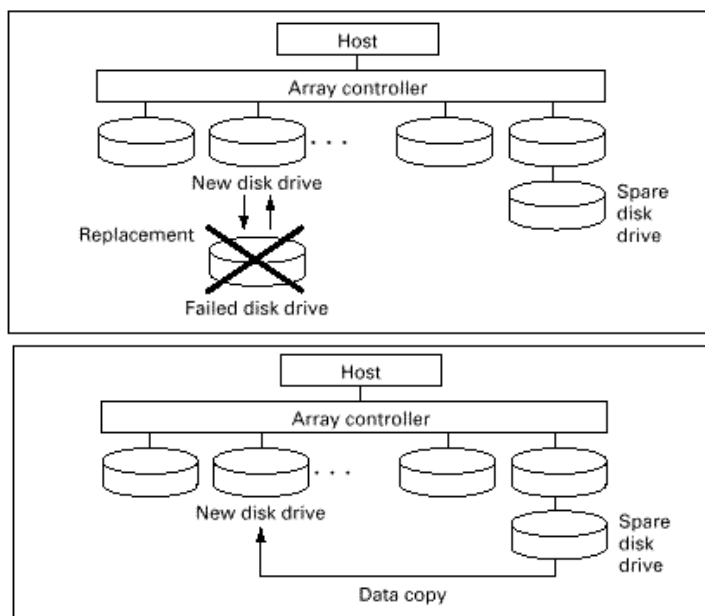 Host
Array controller
. . .
New disk drive
Spare
disk
drive
Replacement
Failed disk drive
Host
Array controller
. . .
New disk drive
Spare
disk
drive
Data copy